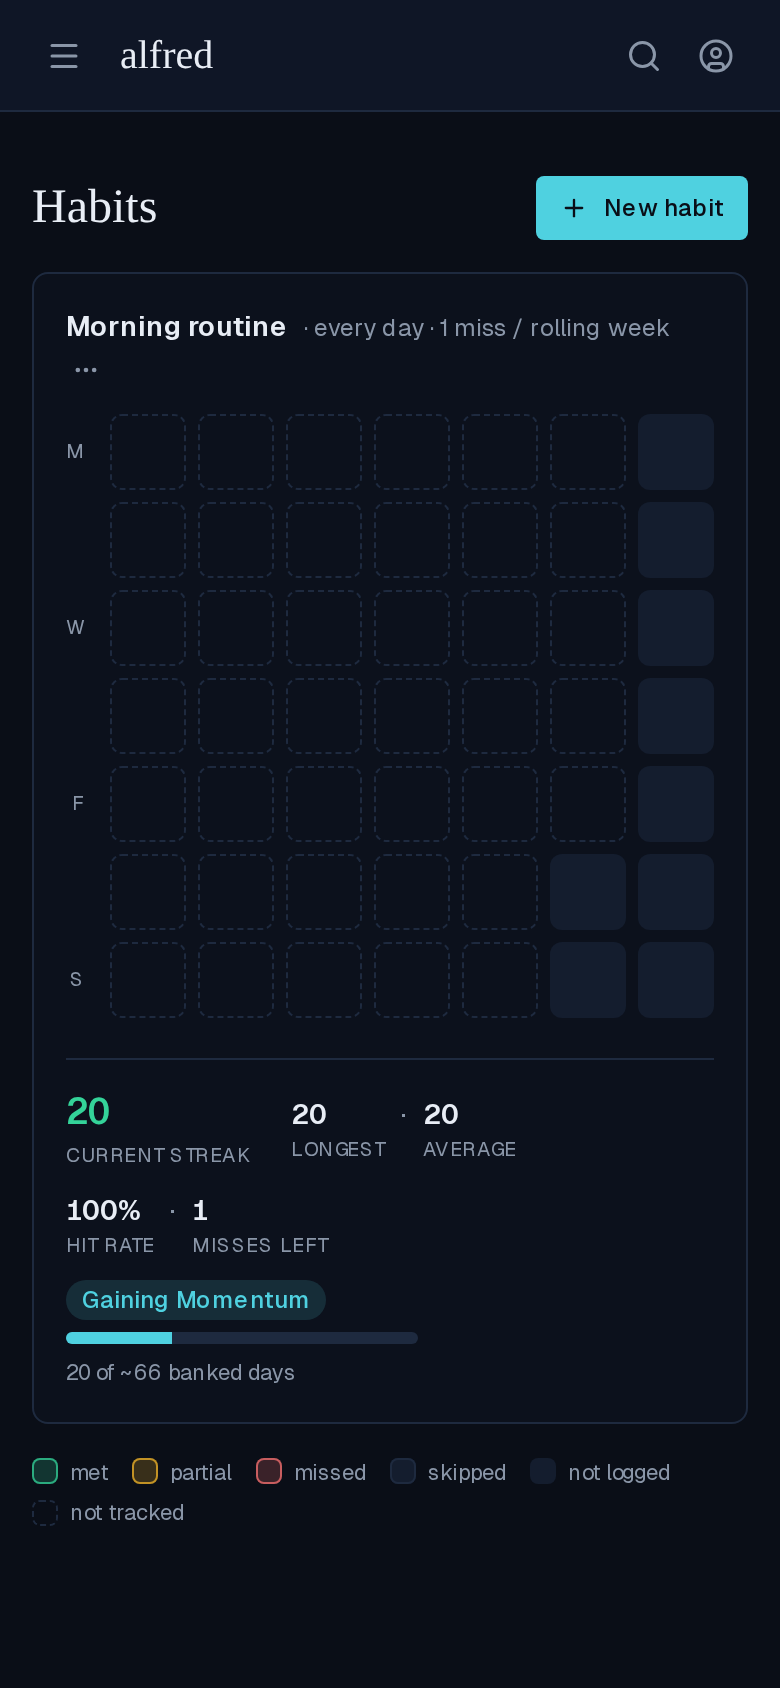 alfred
Habits
New habit
Morning routine · every day · 1 miss / rolling week
...
M
W
F
S
20 20 · 20
CURRENT STREAK LONGEST AVERAGE
100% · 1
HIT RATE MISSES LEFT
Gaining Momentum
20 of ~66 banked days
met partial missed skipped not logged
not tracked